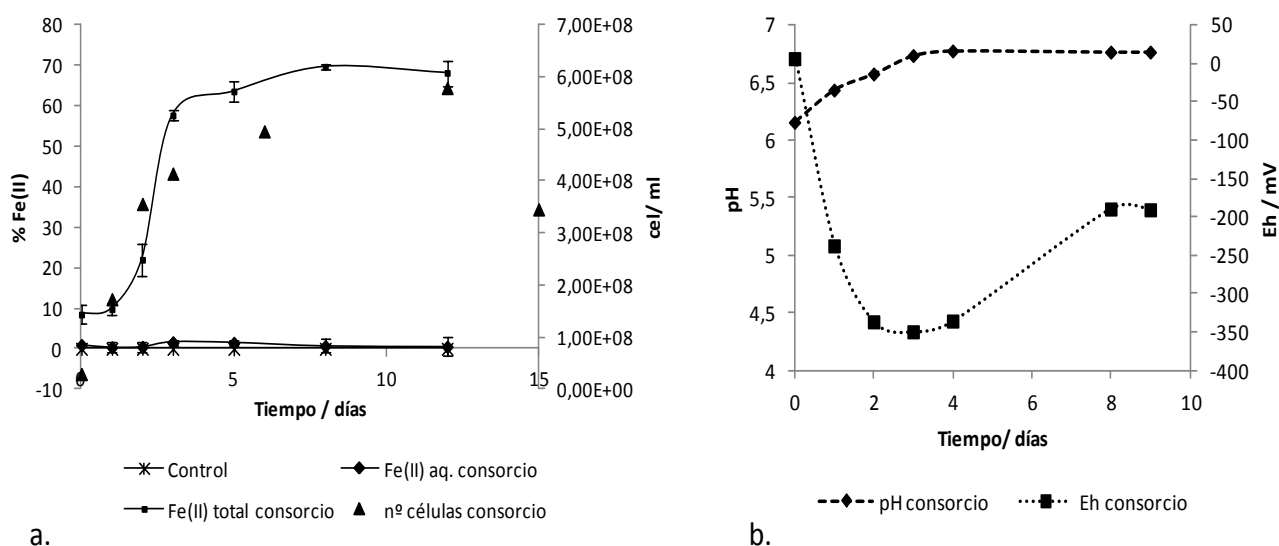 80
70
60
50
40
30
20
10
0
-10
% Fe(II)
0
5
10
15
Tiempo / días
7,00E+08
6,00E+08
5,00E+08
4,00E+08
3,00E+08
2,00E+08
1,00E+08
0,00E+00
cel/ ml
Control
Fe(II) aq. consorcio
Fe(II) total consorcio
nº células consorcio
a.
7
6,5
6
5,5
5
4,5
4
pH
0
2
4
6
8
10
Tiempo/ días
50
0
-50
-100
-150
-200
-250
-300
-350
-400
Eh / mV
pH consorcio
Eh consorcio
b.